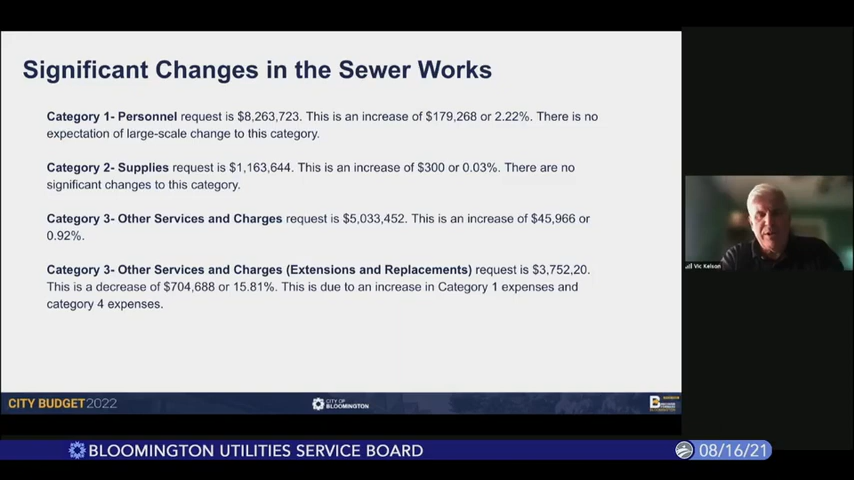 Significant Changes in the Sewer Works
Category 1- Personnel request is $8,263,723. This is an increase of $179,268 or 2.22%. There is no
expectation of large-scale change to this category.
Category 2- Supplies request is $1,163,644. This is an increase of $300 or 0.03%. There are no
significant changes to this category.
Category 3- Other Services and Charges request is $5,033,452. This is an increase of $45,966 or
0.92%.
Category 3- Other Services and Charges (Extensions and Replacements) request is $3,752,20.
This is a decrease of $704,688 or 15.81%. This is due to an increase in Category 1 expenses and
category 4 expenses.
Vic Kelson
CITY BUDGET 2022
CITY OF
BLOOMINGTON
B
BLOOMINGTON UTILITIES SERVICE BOARD
08/16/21